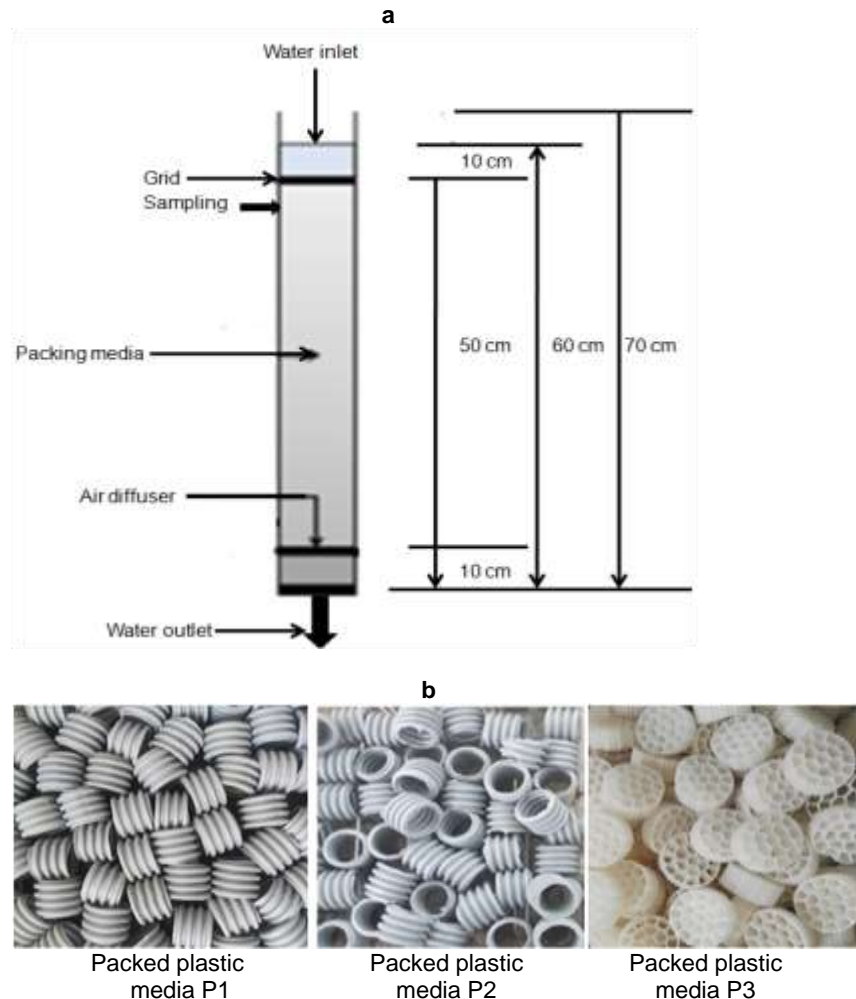 a
Water inlet
10 cm
Grid
Sampling
Packing media
50 cm
60 cm
70 cm
Air diffuser
10 cm
Water outlet
b
Packed plastic
media P1
Packed plastic
media P2
Packed plastic
media P3